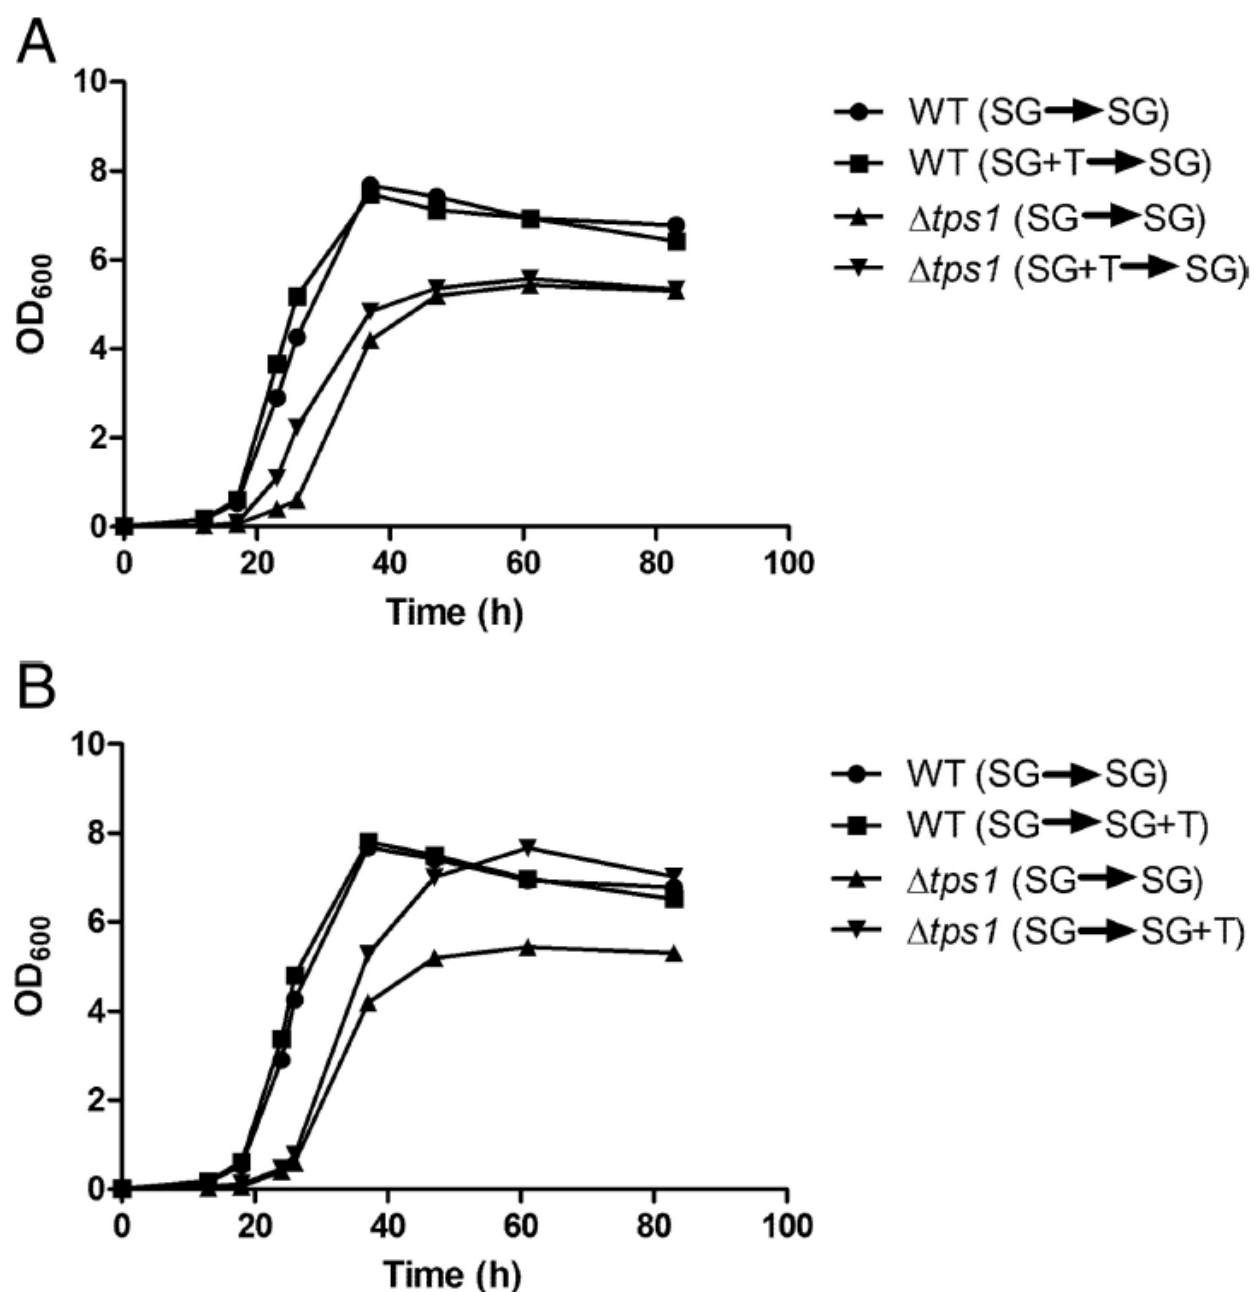 A
10
8
6
4
2
0
OD600
0 20 40 60 80 100
Time (h)
WT (SG→SG)
WT (SG+T→SG)
Δtps1 (SG→SG)
Δtps1 (SG+T→SG)
B
10
8
6
4
2
0
OD600
0 20 40 60 80 100
Time (h)
WT (SG→SG)
WT (SG→SG+T)
Δtps1 (SG→SG)
Δtps1 (SG→SG+T)